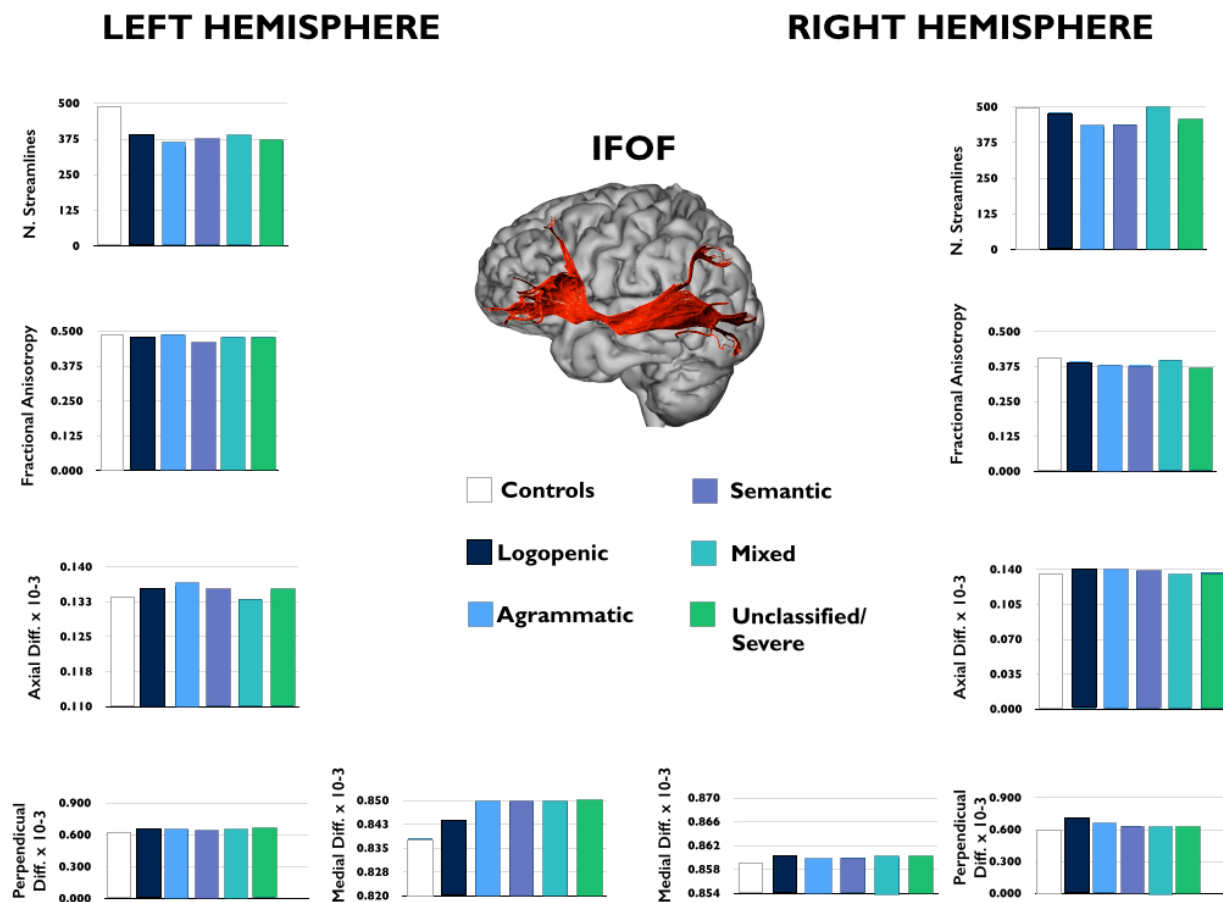 LEFT HEMISPHERE
RIGHT HEMISPHERE
N. Streamlines
500
375
250
125
0
IFOF
N. Streamlines
500
375
250
125
0
Fractional Anisotropy
0.500
0.375
0.250
0.125
0.000
Fractional Anisotropy
0.500
0.375
0.250
0.125
0.000
Controls
Semantic
Logopenic
Mixed
Agrammatic
Unclassified/
Severe
Axial Diff. x 10-3
0.140
0.133
0.125
0.118
0.110
Axial Diff. x 10-3
0.140
0.105
0.070
0.035
0.000
Perpendicual
Diff. x 10-3
0.900
0.600
0.300
0.000
Medial Diff. x 10-3
0.850
0.843
0.835
0.828
0.820
Medial Diff. x 10-3
0.870
0.866
0.862
0.858
0.854
Perpendicual
Diff. x 10-3
0.900
0.600
0.300
0.000